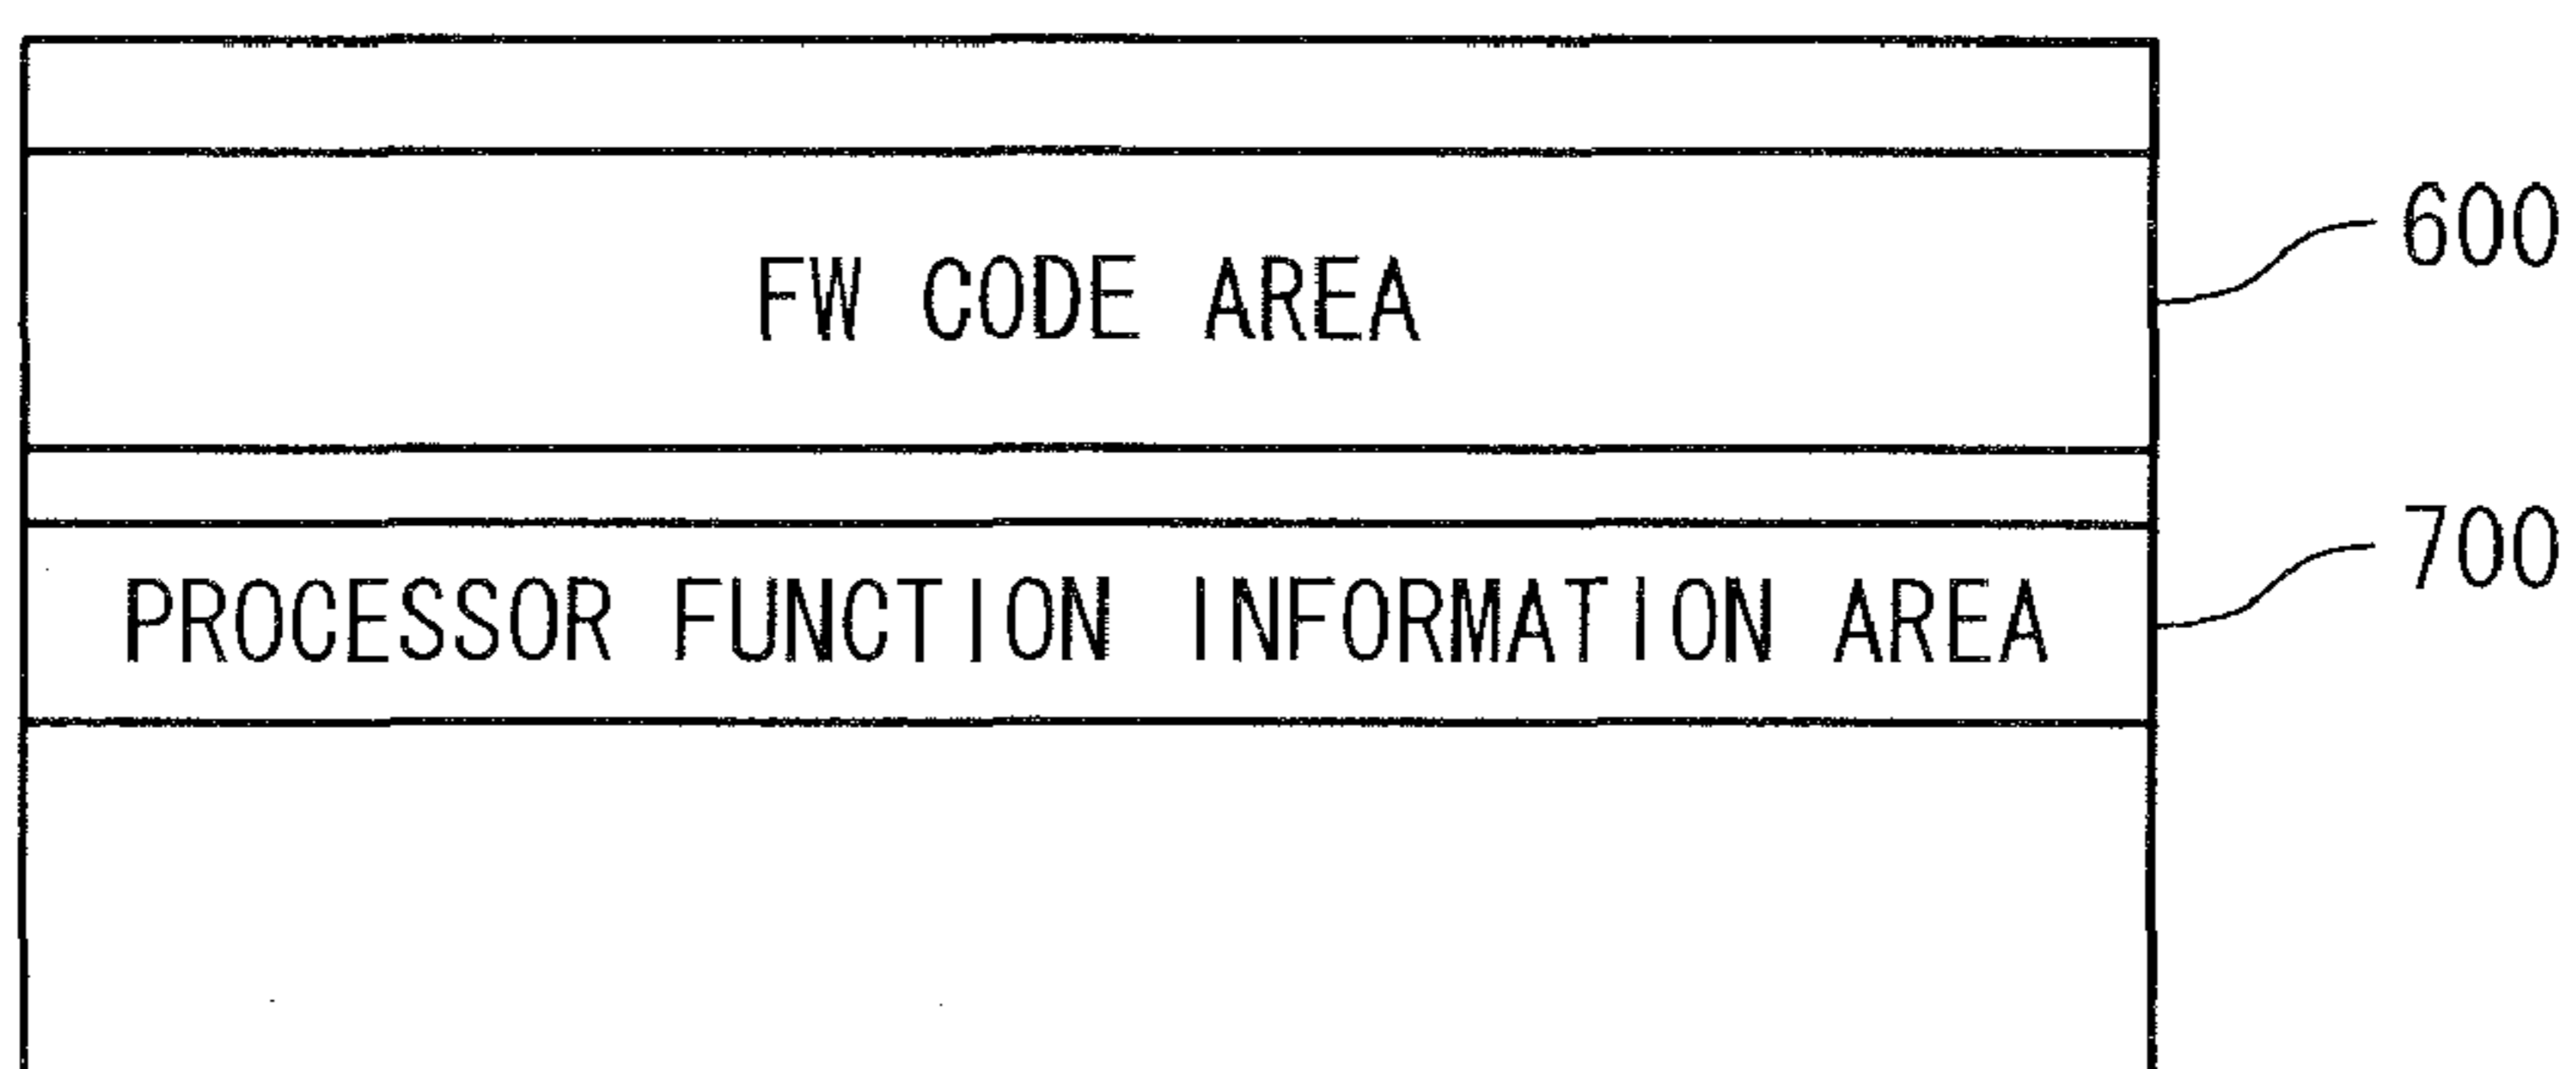 600
FW CODE AREA
700
PROCESSOR FUNCTION INFORMATION AREA